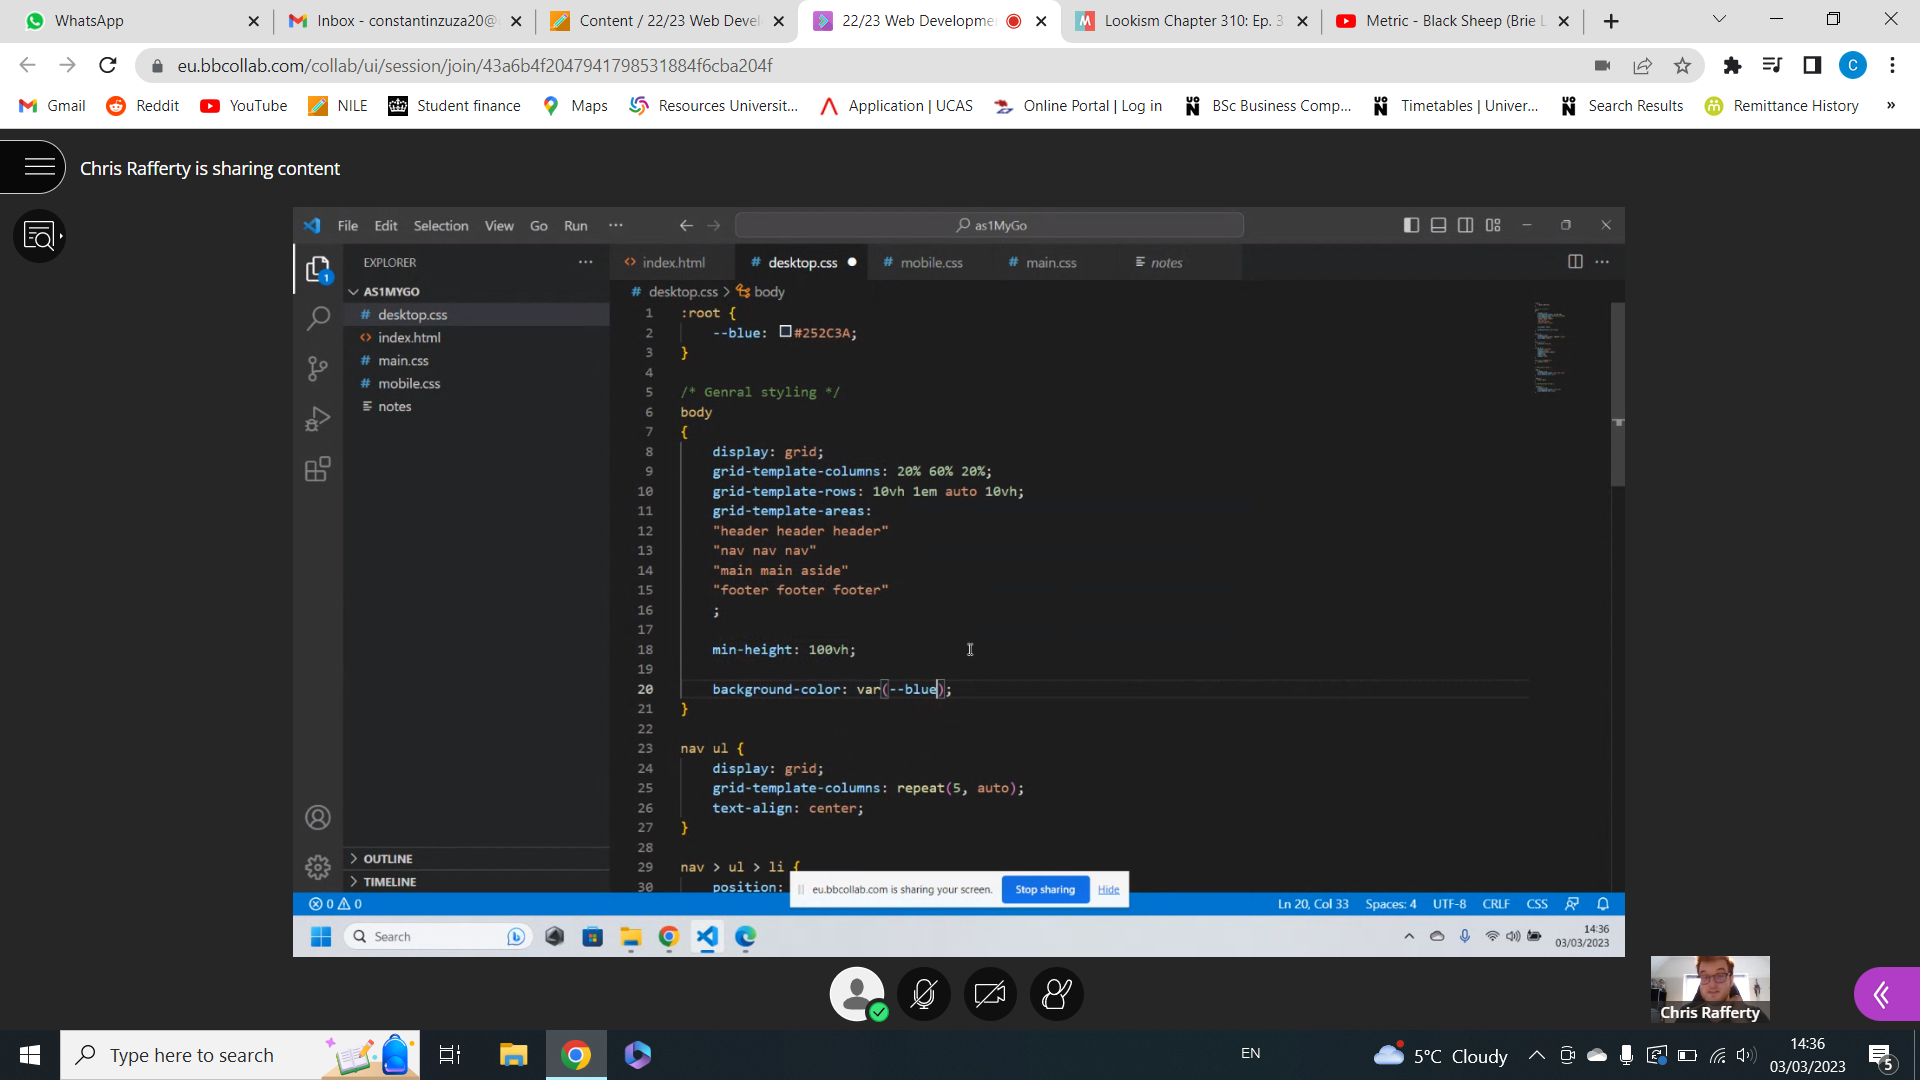 WhatsApp
Inbox - constantinzuza20@
Content / 22/23 Web Devel
22/23 Web Developme
Lookism Chapter 310: Ep. 3
Metric - Black Sheep (Brie L
eu.bbcollab.com/collab/ui/session/join/43a6b4f2047941798531884f6cba204f
C
Gmail
Reddit
YouTube
NILE
Student finance
Maps
Resources Universit...
Application | UCAS
Online Portal | Log in
BSc Business Comp...
Timetables | Univer...
Search Results
Remittance History
»
Chris Rafferty is sharing content
File Edit Selection View Go Run ···
as1MyGo
EXPLORER ···
index.html
desktop.css
mobile.css
main.css
notes
AS1MYGO
desktop.css
index.html
main.css
mobile.css
notes
1
desktop.css > body
1 :root {
2 --blue: #252C3A;
3 }
4
5 /* Genral styling */
6 body
7 {
8 display: grid;
9 grid-template-columns: 20% 60% 20%;
10 grid-template-rows: 10vh 1em auto 10vh;
11 grid-template-areas:
12 "header header header"
13 "nav nav nav"
14 "main main aside"
15 "footer footer footer"
16 ;
17
18 min-height: 100vh;
19
20 background-color: var(--blue);
21 }
22
23 nav ul {
24 display: grid;
25 grid-template-columns: repeat(5, auto);
26 text-align: center;
27 }
28
29 nav > ul > li {
30 position:
OUTLINE
TIMELINE
eu.bbcollab.com is sharing your screen.
Stop sharing
Hide
0 0
Ln 20, Col 33 Spaces: 4 UTF-8 CRLF CSS
Search
14:36
03/03/2023
Chris Rafferty
Type here to search
EN
5°C Cloudy
14:36
03/03/2023
5